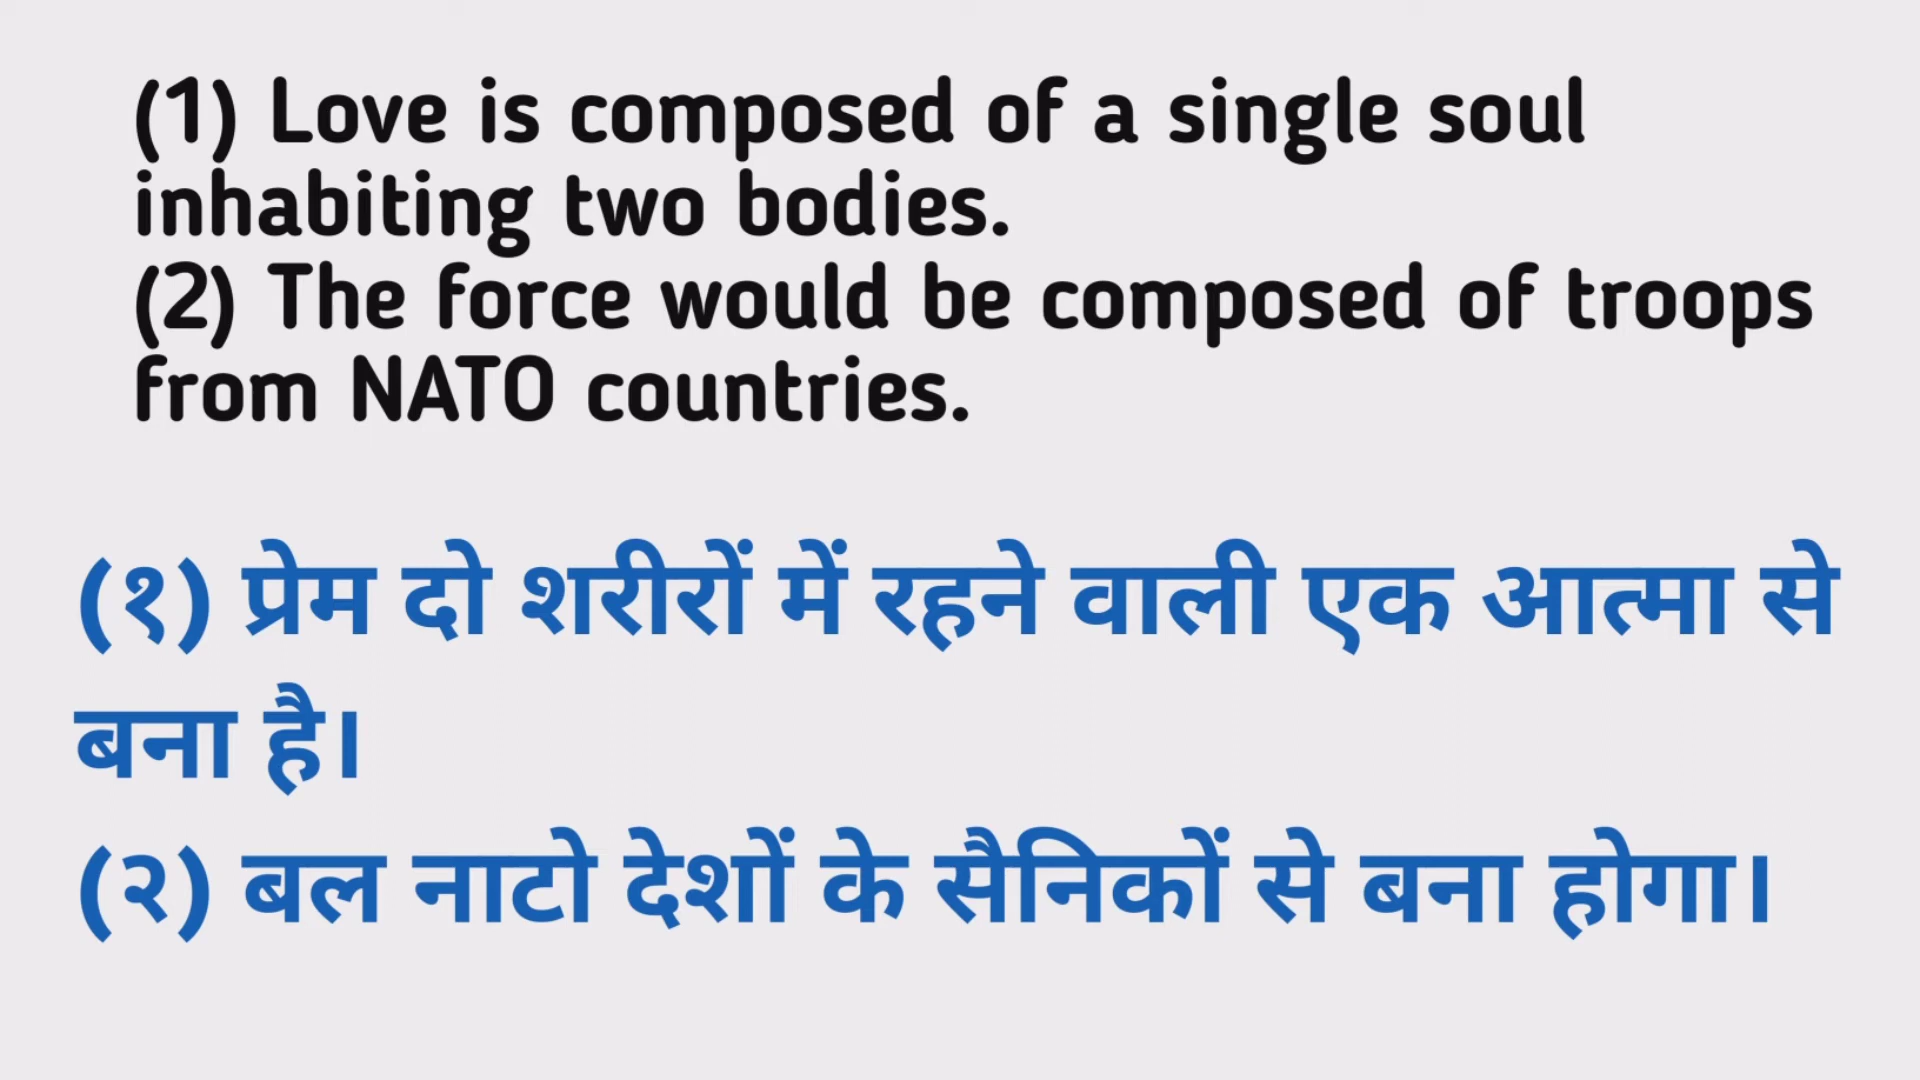 (1) Love is composed of a single soul
inhabiting two bodies.
(2) The force would be composed of troops
from NATO countries.
(१) प्रेम दो शरीरों में रहने वाली एक आत्मा से
बना है।
(२) बल नाटो देशों के सैनिकों से बना होगा।